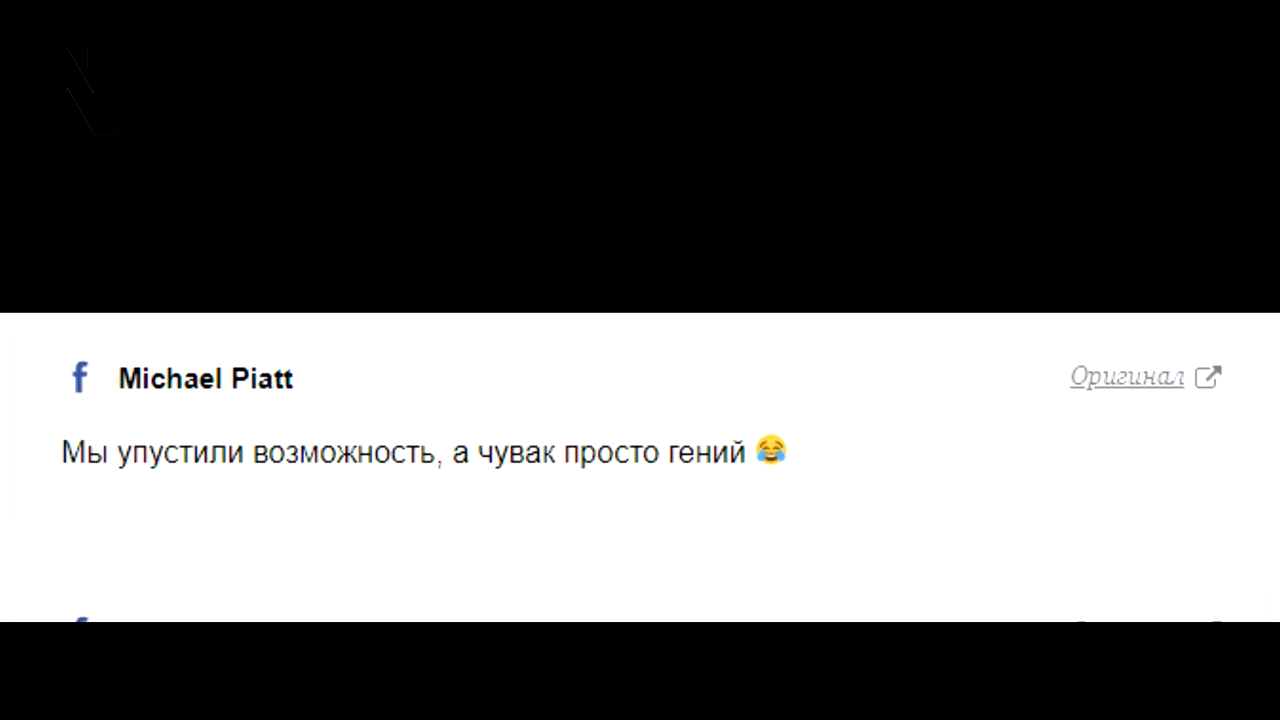 Michael Piatt
Оригинал
Мы упустили возможность, а чувак просто гений 😂